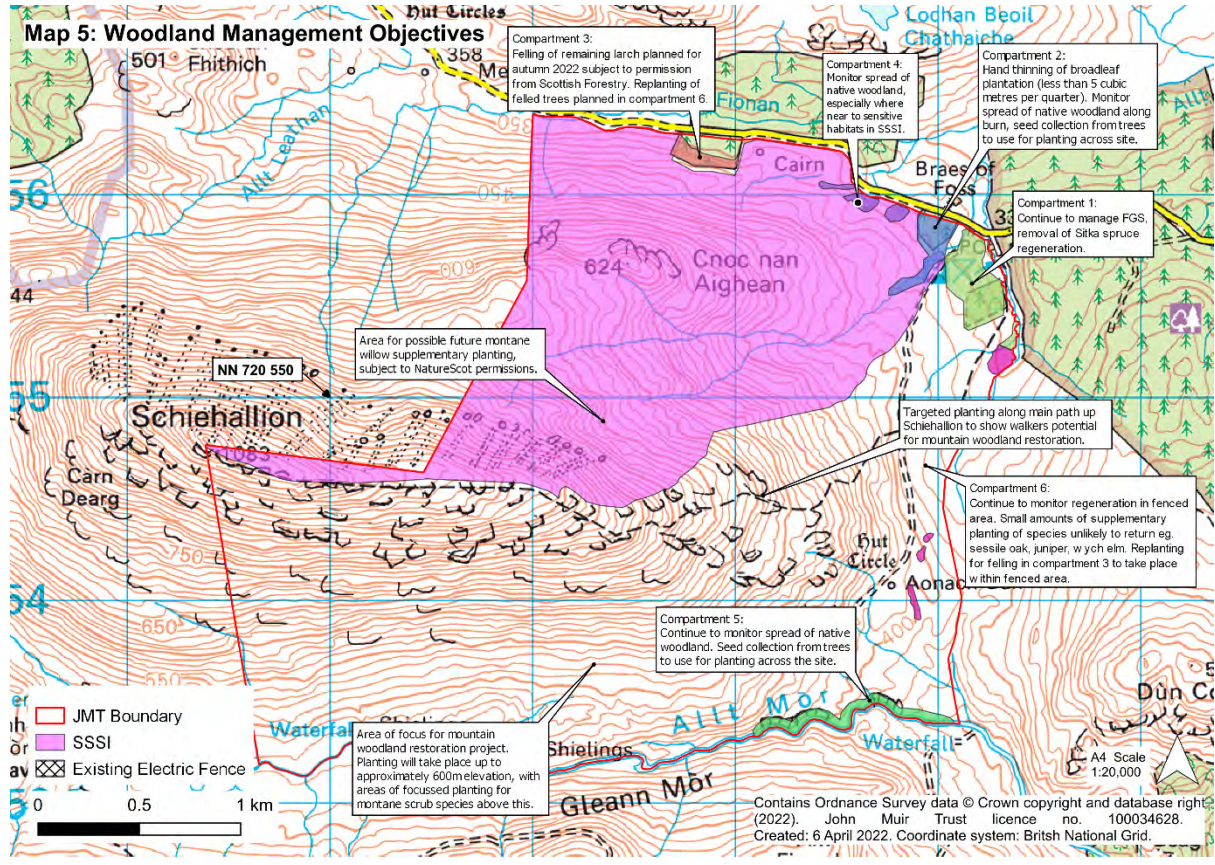 Map 5: Woodland Management Objectives
Hut Circles
Lochan Beoil
Chathaiche
501
Fhithich
358
Compartment 3:
Felling of remaining larch planned for
autumn 2022 subject to permission
from Scottish Forestry. Replanting of
felled trees planned in compartment 6.
Compartment 4:
Monitor spread of
native woodland,
especially where
near to sensitive
habitats in SSSI.
Compartment 2:
Hand thinning of broadleaf
plantation (less than 5 cubic
metres per quarter). Monitor
spread of native woodland along
burn, seed collection from trees
to use for planting across site.
Fionan
Allt
Allt Leathan
350
450
Cairn
Braes of
Foss
56
Compartment 1:
Continue to manage FGS,
removal of Sitka spruce
regeneration.
33
600
624
Cnoc nan
Aighean
44
Area for possible future montane
willow supplementary planting,
subject to NatureScot permissions.
NN 720 550
55
Schiehallion
1083
Targeted planting along main path up
Schiehallion to show walkers potential
for mountain woodland restoration.
Carn
Dearg
Compartment 6:
Continue to monitor regeneration in fenced
area. Small amounts of supplementary
planting of species unlikely to return eg.
sessile oak, juniper, wych elm. Replanting
for felling in compartment 3 to take place
within fenced area.
750
Hut
Circle
54
650
400
Compartment 5:
Continue to monitor spread of native
woodland. Seed collection from trees
to use for planting across the site.
550
JMT Boundary
SSSI
Existing Electric Fence
0 0.5 1 km
Waterfall
Shielings
Area of focus for mountain
woodland restoration project.
Planting will take place up to
approximately 600m elevation, with
areas of focussed planting for
montane scrub species above this.
Shielings
Allt Mòr
Waterfall
Gleann Mòr
Dùn Co
A4 Scale
1:20,000
Contains Ordnance Survey data © Crown copyright and database right
(2022). John Muir Trust licence no. 100034628.
Created: 6 April 2022. Coordinate system: Britsh National Grid.